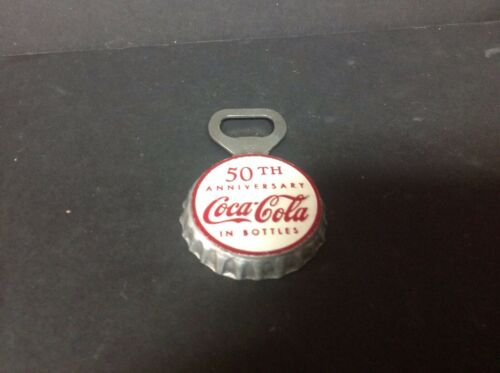 50TH
ANNIVERSARY
Coca-Cola
IN BOTTLES